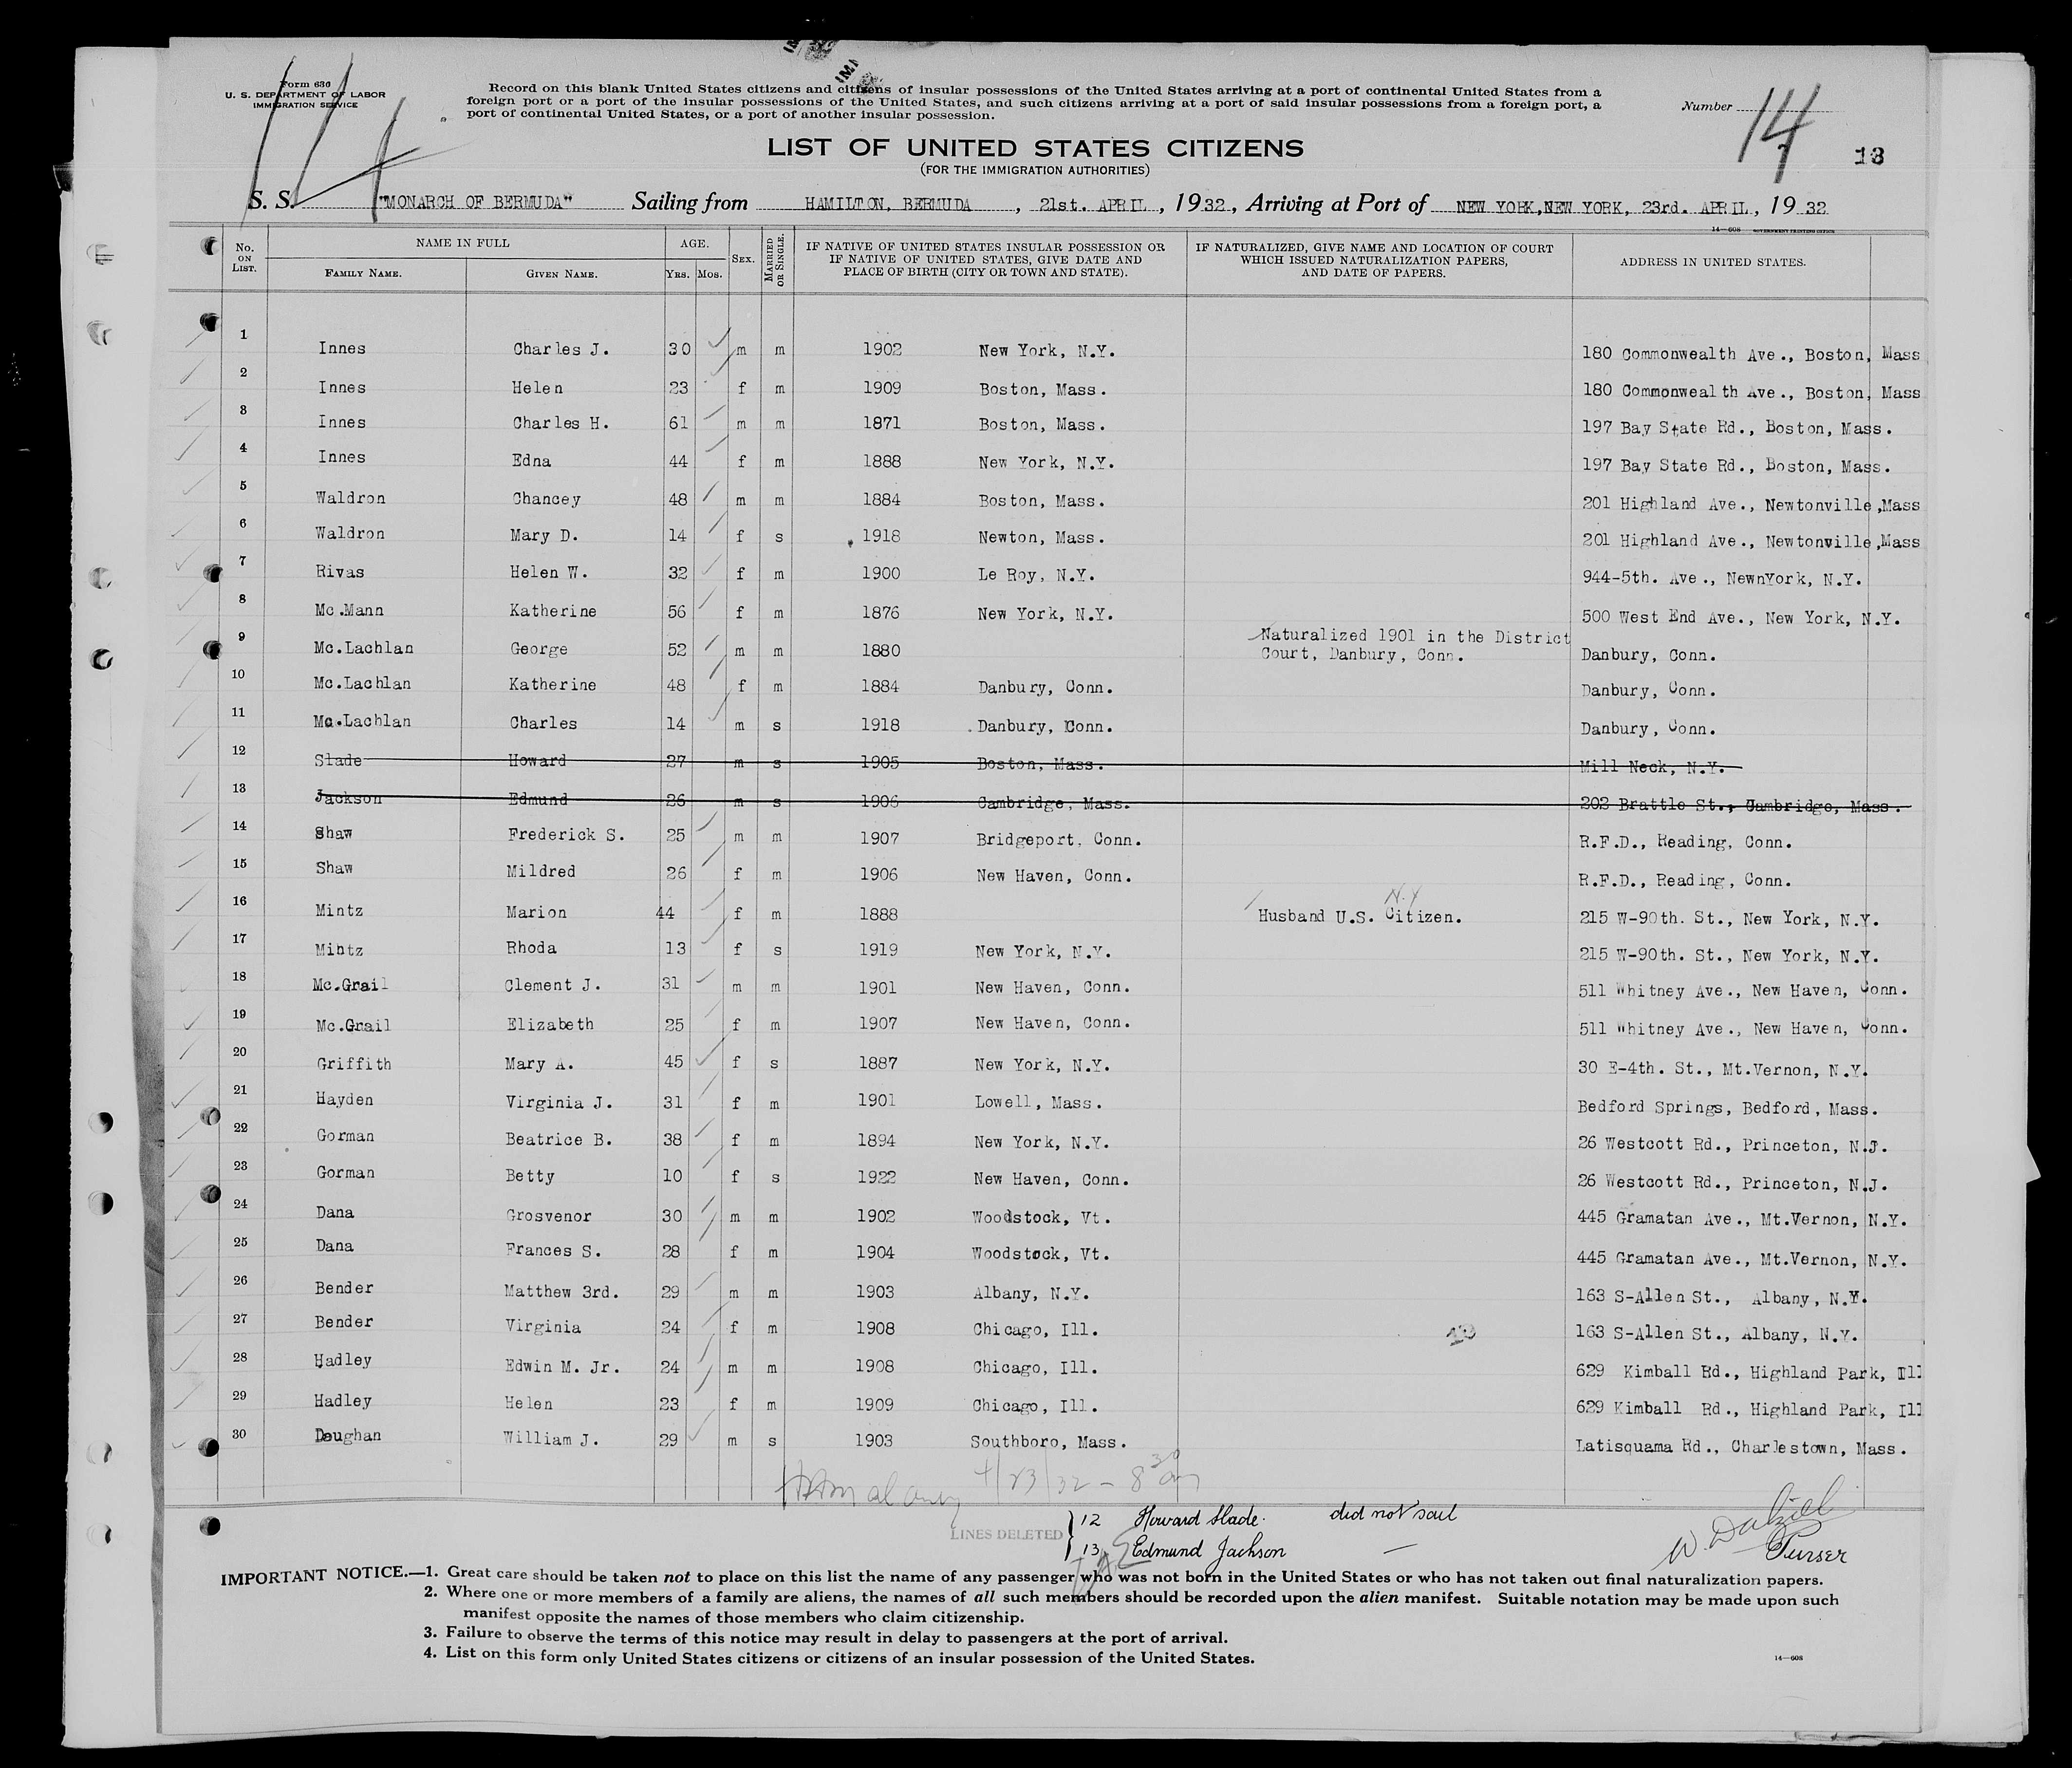 Form 630
U. S. DEPARTMENT OF LABOR
IMMIGRATION SERVICE
Record on this blank United States citizens and citizens of insular possessions of the United States arriving at a port of continental United States from a
foreign port or a port of the insular possessions of the United States, and such citizens arriving at a port of said insular possessions from a foreign port, a
port of continental United States, or a port of another insular possession.
Number 14
13
LIST OF UNITED STATES CITIZENS
(FOR THE IMMIGRATION AUTHORITIES)
S. S. "MONARCH OF BERMUDA" Sailing from HAMILTON, BERMUDA, 21st. APRIL, 1932, Arriving at Port of NEW YORK,NEW YORK, 23rd. APRIL, 1932
14—608 GOVERNMENT PRINTING OFFICE
No. ON LIST. NAME IN FULL FAMILY NAME. GIVEN NAME. AGE. YRS. MOS. SEX. MARRIED OR SINGLE. IF NATIVE OF UNITED STATES INSULAR POSSESSION OR IF NATIVE OF UNITED STATES, GIVE DATE AND PLACE OF BIRTH (CITY OR TOWN AND STATE). IF NATURALIZED, GIVE NAME AND LOCATION OF COURT WHICH ISSUED NATURALIZATION PAPERS, AND DATE OF PAPERS. ADDRESS IN UNITED STATES.
1 Innes Charles J. 30 m m 1902 New York, N.Y. 180 Commonwealth Ave., Boston, Mass
2 Innes Helen 23 f m 1909 Boston, Mass. 180 Commonwealth Ave., Boston, Mass
3 Innes Charles H. 61 m m 1871 Boston, Mass. 197 Bay State Rd., Boston, Mass.
4 Innes Edna 44 f m 1888 New York, N.Y. 197 Bay State Rd., Boston, Mass.
5 Waldron Chancey 48 m m 1884 Boston, Mass. 201 Highland Ave., Newtonville,Mass
6 Waldron Mary D. 14 f s 1918 Newton, Mass. 201 Highland Ave., Newtonville,Mass
7 Rivas Helen W. 32 f m 1900 Le Roy, N.Y. 944-5th. Ave., NewnYork, N.Y.
8 Mc.Mann Katherine 56 f m 1876 New York, N.Y. 500 West End Ave., New York, N.Y.
9 Mc.Lachlan George 52 m m 1880 Naturalized 1901 in the District Court, Danbury, Conn. Danbury, Conn.
10 Mc.Lachlan Katherine 48 f m 1884 Danbury, Conn. Danbury, Conn.
11 Mc.Lachlan Charles 14 m s 1918 Danbury, Conn. Danbury, Conn.
12 Slade Howard 27 m s 1905 Boston, Mass. Mill Neck, N.Y.
13 Jackson Edmund 26 m s 1906 Cambridge, Mass. 202 Brattle St., Cambridge, Mass.
14 Shaw Frederick S. 25 m m 1907 Bridgeport, Conn. R.F.D., Reading, Conn.
15 Shaw Mildred 26 f m 1906 New Haven, Conn. R.F.D., Reading, Conn.
N.Y
16 Mintz Marion 44 f m 1888 Husband U.S. Citizen. 215 W-90th. St., New York, N.Y.
17 Mintz Rhoda 13 f s 1919 New York, N.Y. 215 W-90th. St., New York, N.Y.
18 Mc.Grail Clement J. 31 m m 1901 New Haven, Conn. 511 Whitney Ave., New Haven, Conn.
19 Mc.Grail Elizabeth 25 f m 1907 New Haven, Conn. 511 Whitney Ave., New Haven, Conn.
20 Griffith Mary A. 45 f s 1887 New York, N.Y. 30 E-4th. St., Mt.Vernon, N.Y.
21 Hayden Virginia J. 31 f m 1901 Lowell, Mass. Bedford Springs, Bedford, Mass.
22 Gorman Beatrice B. 38 f m 1894 New York, N.Y. 26 Westcott Rd., Princeton, N.J.
23 Gorman Betty 10 f s 1922 New Haven, Conn. 26 Westcott Rd., Princeton, N.J.
24 Dana Grosvenor 30 m m 1902 Woodstock, Vt. 445 Gramatan Ave., Mt.Vernon, N.Y.
25 Dana Frances S. 28 f m 1904 Woodstock, Vt. 445 Gramatan Ave., Mt.Vernon, N.Y.
26 Bender Matthew 3rd. 29 m m 1903 Albany, N.Y. 163 S-Allen St., Albany, N.Y.
27 Bender Virginia 24 f m 1908 Chicago, Ill. 163 S-Allen St., Albany, N.Y.
28 Hadley Edwin M. Jr. 24 m m 1908 Chicago, Ill. 629 Kimball Rd., Highland Park, Ill
29 Hadley Helen 23 f m 1909 Chicago, Ill. 629 Kimball Rd., Highland Park, Ill
30 Deughan William J. 29 m s 1903 Southboro, Mass. Latisquama Rd., Charlestown, Mass.
4/23/32 - 8 30 am
LINES DELETED } 12 Howard Slade. did not sail
13 Edmund Jackson —
W. Dalziel
Purser
IMPORTANT NOTICE.—1. Great care should be taken not to place on this list the name of any passenger who was not born in the United States or who has not taken out final naturalization papers.
2. Where one or more members of a family are aliens, the names of all such members should be recorded upon the alien manifest. Suitable notation may be made upon such
manifest opposite the names of those members who claim citizenship.
3. Failure to observe the terms of this notice may result in delay to passengers at the port of arrival.
4. List on this form only United States citizens or citizens of an insular possession of the United States.
14—608